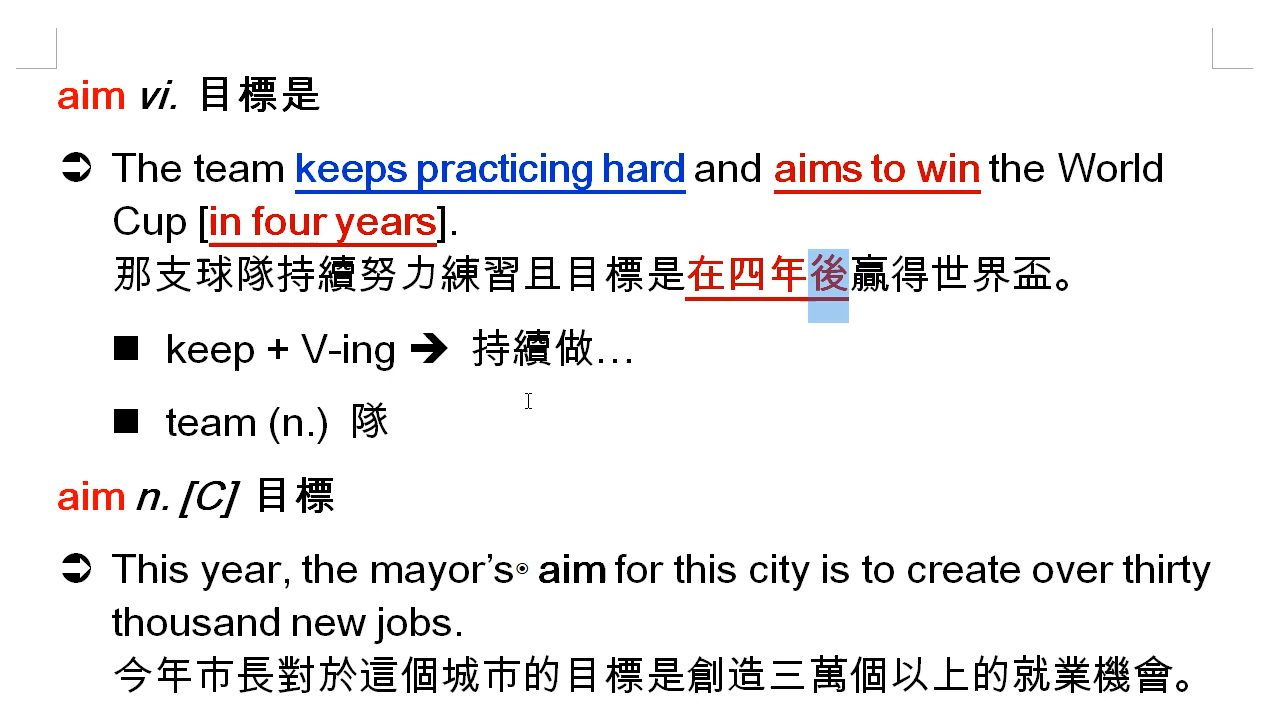 aim vi. 目標是
➲ The team keeps practicing hard and aims to win the World
Cup [in four years].
那支球隊持續努力練習且目標是在四年後贏得世界盃。
■ keep + V-ing ➔ 持續做…
■ team (n.) 隊
aim n. [C] 目標
➲ This year, the mayor’s aim for this city is to create over thirty
thousand new jobs.
今年市長對於這個城市的目標是創造三萬個以上的就業機會。